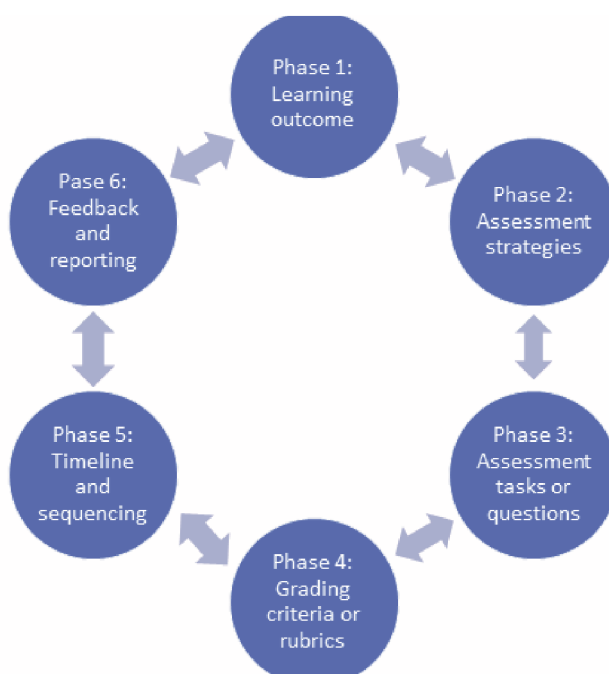 Phase 1:
Learning
outcome
Phase 2:
Assessment
strategies
Phase 3:
Assessment
tasks or
questions
Phase 4:
Grading
criteria or
rubrics
Phase 5:
Timeline
and
sequencing
Pase 6:
Feedback
and
reporting